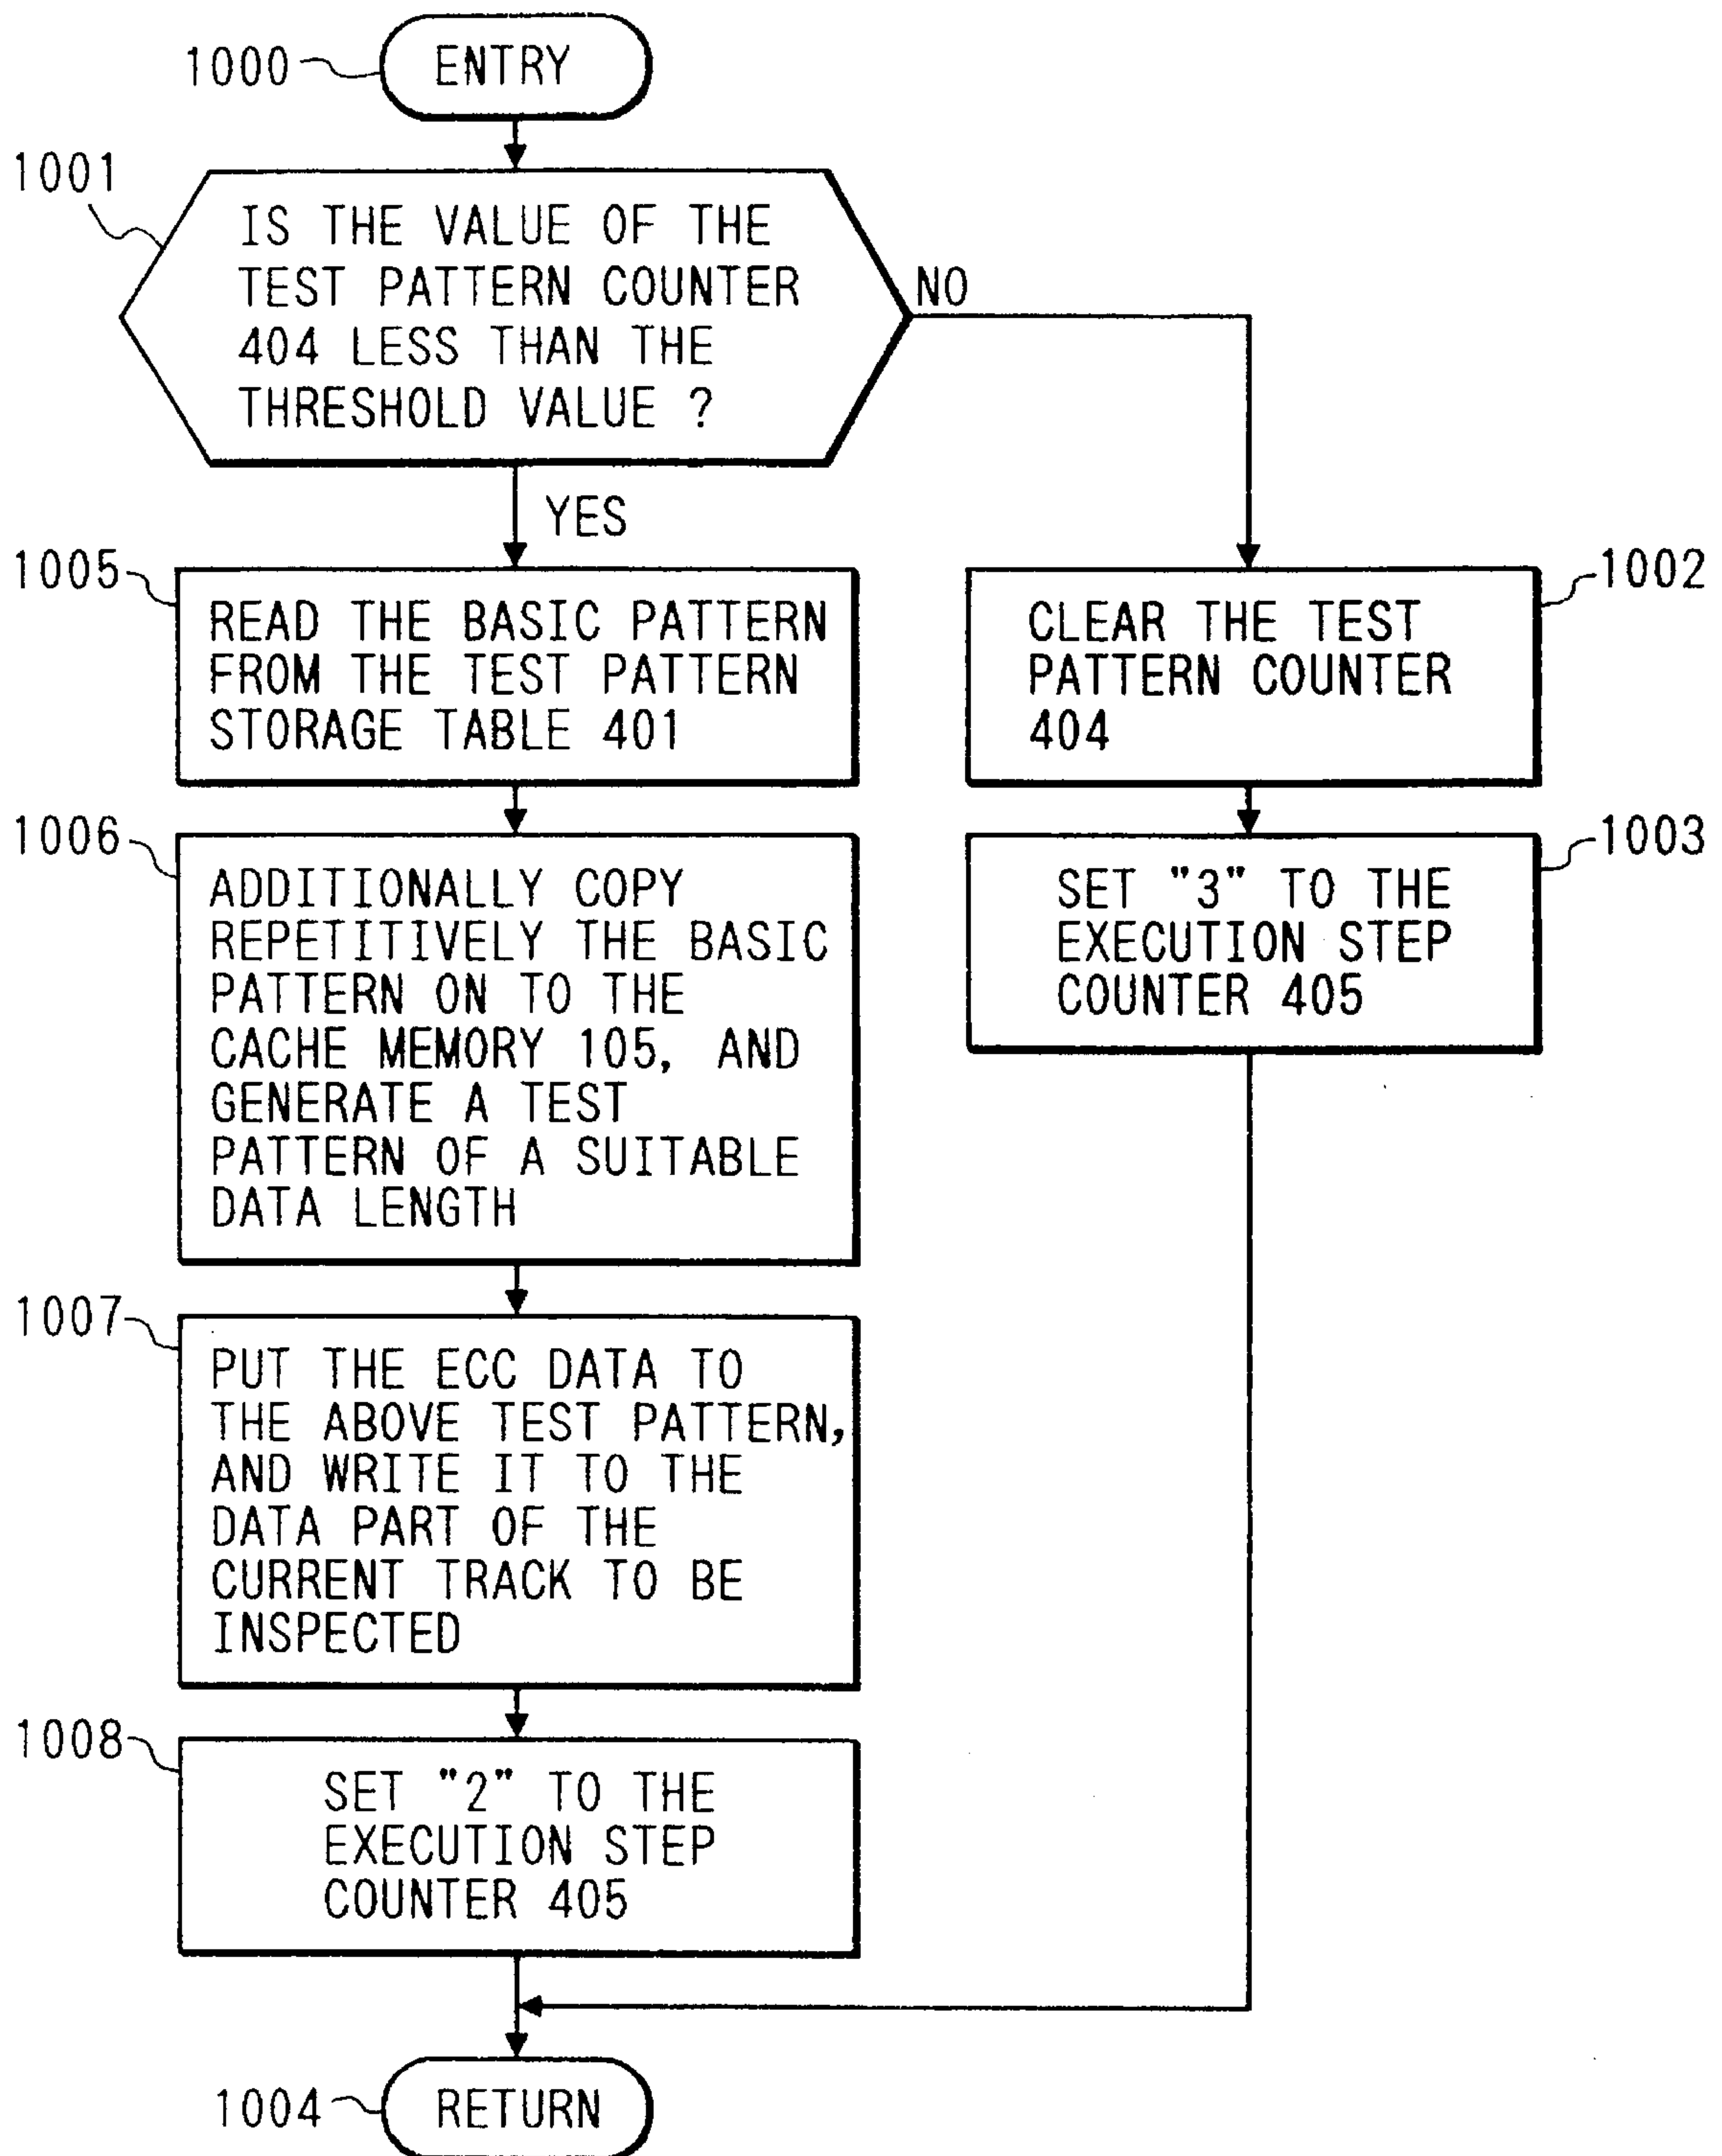 1000
ENTRY
1001
IS THE VALUE OF THE
TEST PATTERN COUNTER
404 LESS THAN THE
THRESHOLD VALUE ?
NO
YES
1005
READ THE BASIC PATTERN
FROM THE TEST PATTERN
STORAGE TABLE 401
1002
CLEAR THE TEST
PATTERN COUNTER
404
1006
ADDITIONALLY COPY
REPETITIVELY THE BASIC
PATTERN ON TO THE
CACHE MEMORY 105, AND
GENERATE A TEST
PATTERN OF A SUITABLE
DATA LENGTH
1003
SET "3" TO THE
EXECUTION STEP
COUNTER 405
1007
PUT THE ECC DATA TO
THE ABOVE TEST PATTERN,
AND WRITE IT TO THE
DATA PART OF THE
CURRENT TRACK TO BE
INSPECTED
1008
SET "2" TO THE
EXECUTION STEP
COUNTER 405
1004
RETURN